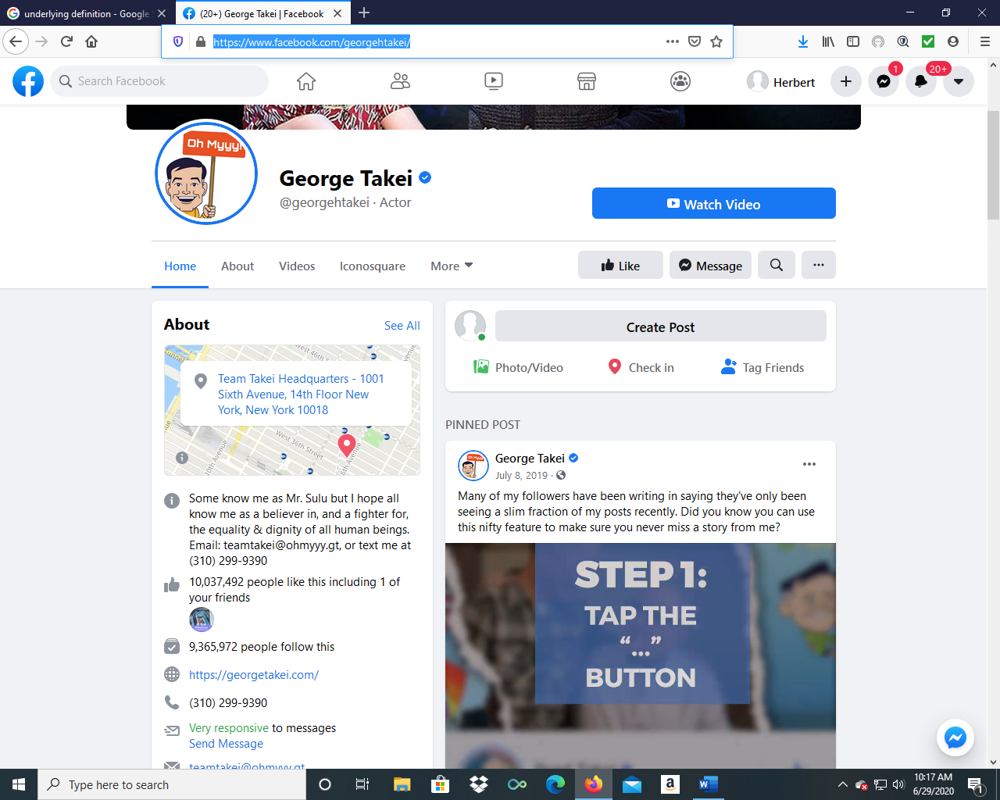 underlying definition - Google
(20+) George Takei | Facebook
https://www.facebook.com/georgehtakei/
Search Facebook
Herbert
1
20+
Oh Myyy!
George Takei
@georgehtakei · Actor
Watch Video
Home
About
Videos
Iconosquare
More
Like
Message
About
See All
West 46th St
Team Takei Headquarters - 1001
Sixth Avenue, 14th Floor New
York, New York 10018
West 36th Street
10th Avenue
6th Avenue
Some know me as Mr. Sulu but I hope all
know me as a believer in, and a fighter for,
the equality & dignity of all human beings.
Email: teamtakei@ohmyyy.gt, or text me at
(310) 299-9390
10,037,492 people like this including 1 of
your friends
9,365,972 people follow this
https://georgetakei.com/
(310) 299-9390
Very responsive to messages
Send Message
teamtakei@ohmyyy.gt
Create Post
Photo/Video
Check in
Tag Friends
PINNED POST
George Takei
July 8, 2019 ·
Many of my followers have been writing in saying they've only been
seeing a slim fraction of my posts recently. Did you know you can use
this nifty feature to make sure you never miss a story from me?
STEP 1:
TAP THE
“...”
BUTTON
Type here to search
10:17 AM
6/29/2020
1